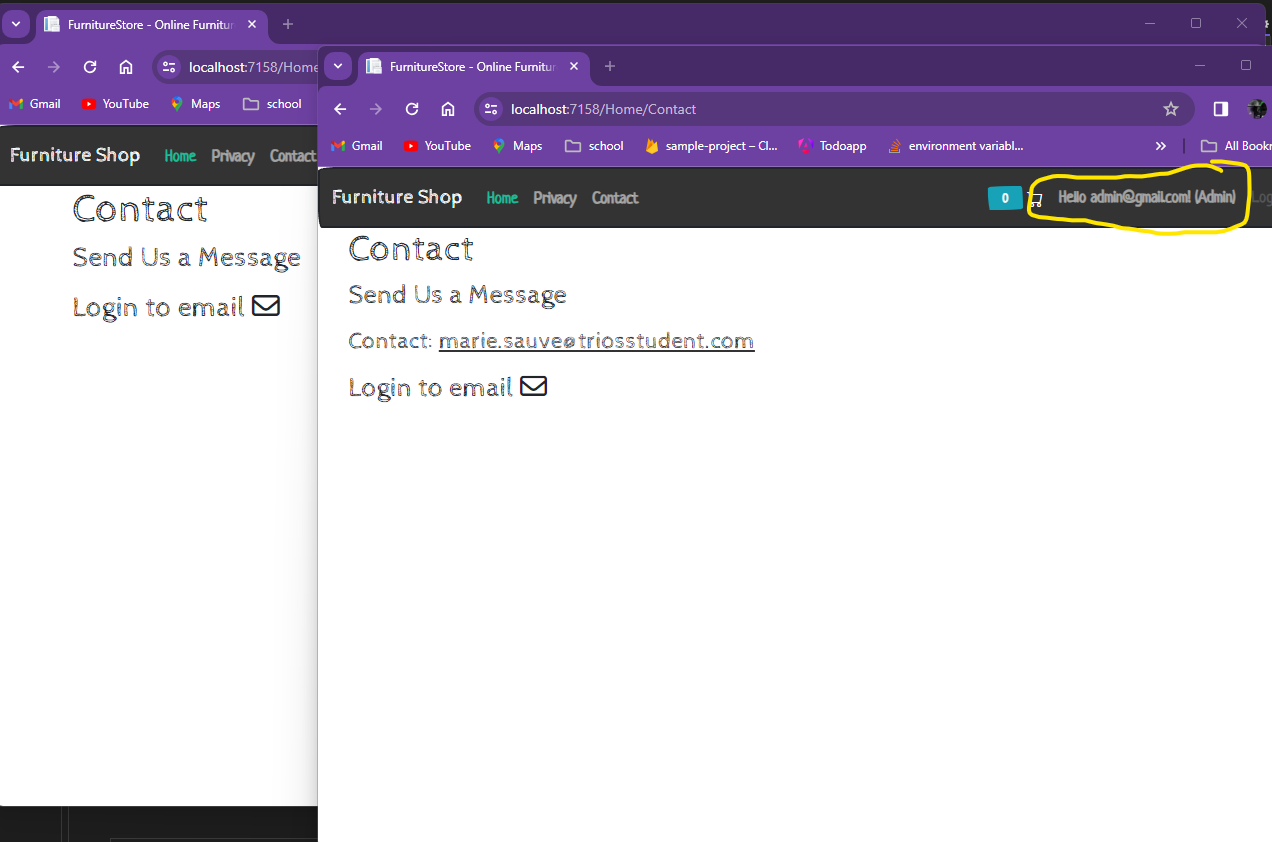 FurnitureStore - Online Furnitur
localhost:7158/Home
Gmail YouTube Maps school
Furniture Shop Home Privacy Contact
Contact
Send Us a Message
Login to email
FurnitureStore - Online Furnitur
localhost:7158/Home/Contact
Gmail YouTube Maps school sample-project – Cl... Todoapp environment variabl... » All Bookr
Furniture Shop Home Privacy Contact 0 Hello admin@gmail.com! (Admin) Log
Contact
Send Us a Message
Contact: marie.sauve@triosstudent.com
Login to email